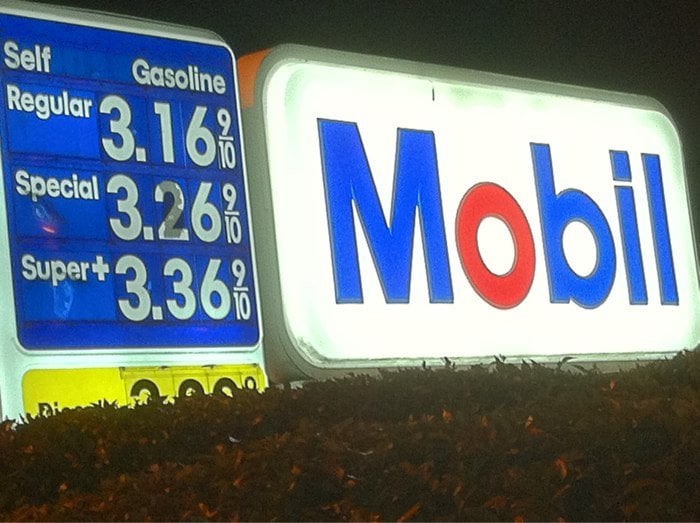 Self Gasoline
Regular 3.16 9/10
Special 3.26 9/10
Super+ 3.36 9/10
Mobil